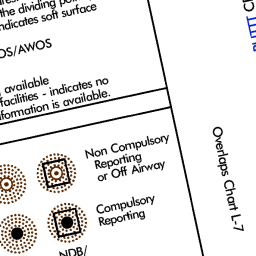 the dividing
ndicates soft surface
OS/AWOS
available
facilities - indicates no
formation is available.
Non Compulsory
Reporting
or Off Airway
Compulsory
Reporting
NDB/
Overlaps Chart L-7